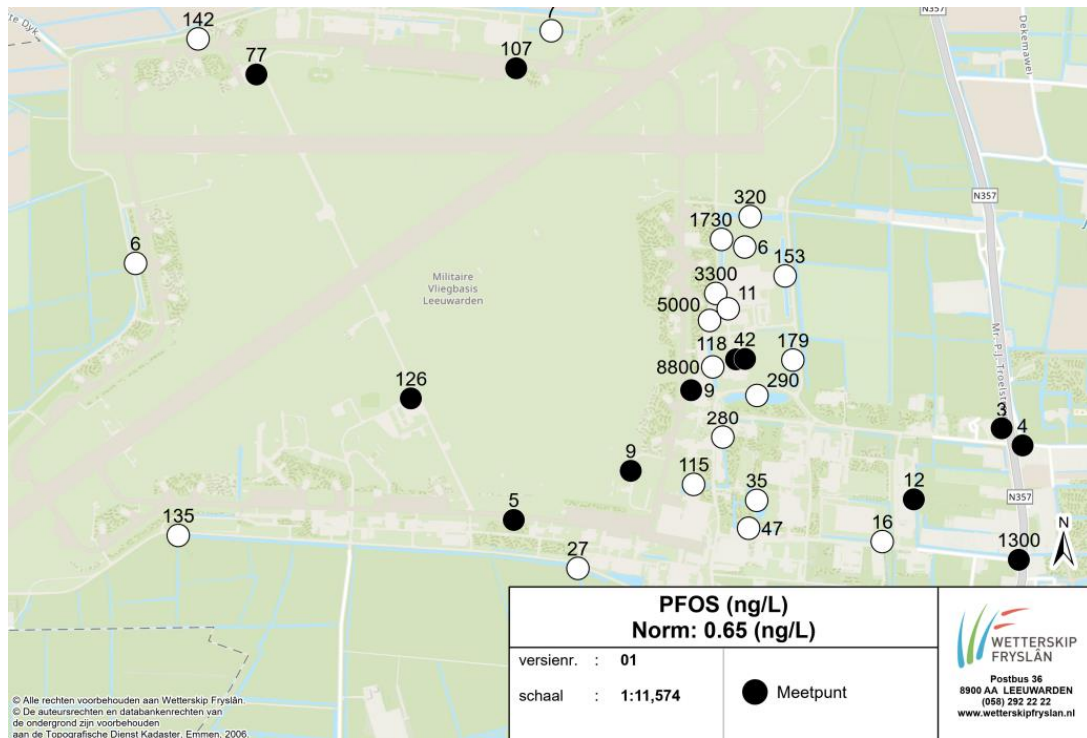 142
7
77
107
N357
Dekemawei
N357
320
1730
6
6
153
Militaire
Vliegbasis
Leeuwarden
3300
11
5000
118
42
179
8800
9
290
126
280
3
4
9
115
35
12
5
N357
135
47
16
1300
N
27
PFOS (ng/L)
Norm: 0.65 (ng/L)
versienr. : 01
schaal : 1:11,574
Meetpunt
WETTERSKIP
FRYSLÂN
Postbus 36
8900 AA LEEUWARDEN
(058) 292 22 22
www.wetterskipfryslan.nl
© Alle rechten voorbehouden aan Wetterskip Fryslân.
© De auteursrechten en databankenrechten van
de ondergrond zijn voorbehouden
aan de Topografische Dienst Kadaster, Emmen, 2006.